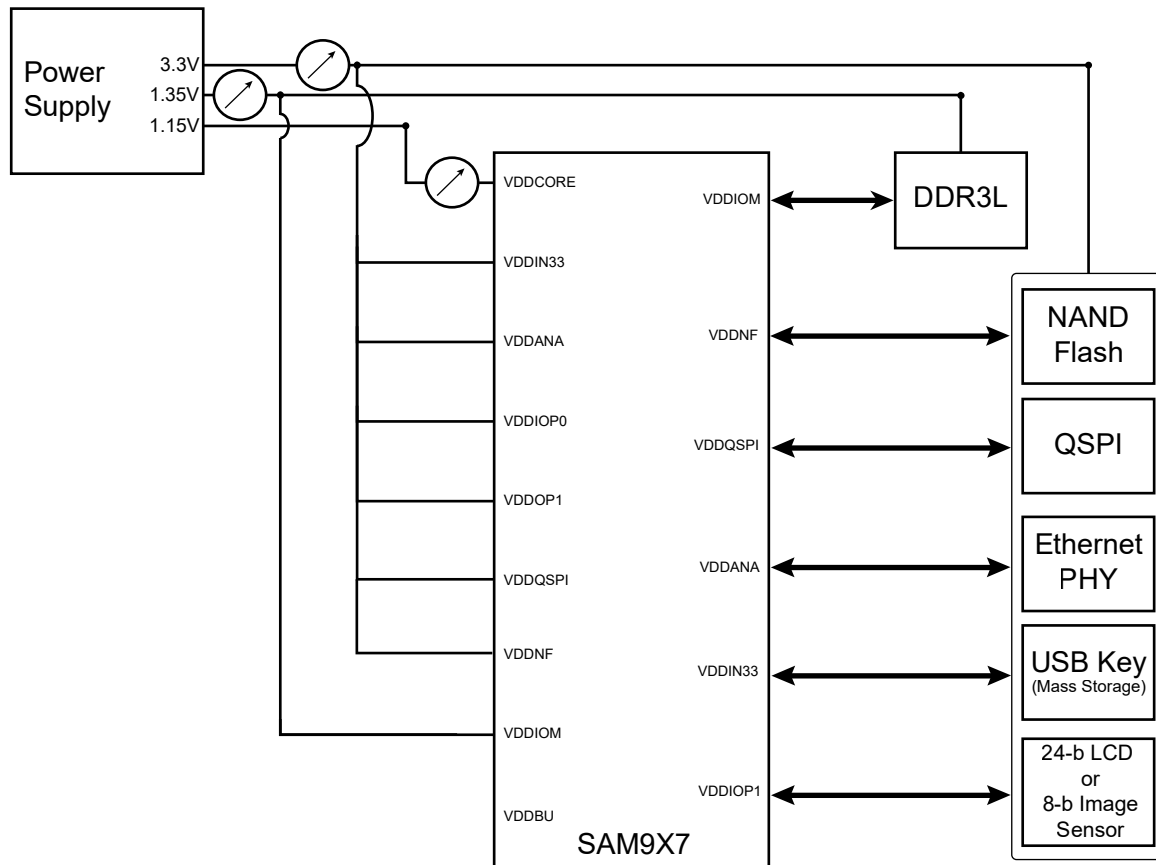 Power
Supply
3.3V
1.35V
1.15V
VDDCORE
VDDIN33
VDDANA
VDDIOP0
VDDOP1
VDDQSPI
VDDNF
VDDIOM
VDDBU
VDDIOM
VDDNF
VDDQSPI
VDDANA
VDDIN33
VDDIOP1
SAM9X7
DDR3L
NAND
Flash
QSPI
Ethernet
PHY
USB Key
(Mass Storage)
24-b LCD
or
8-b Image
Sensor